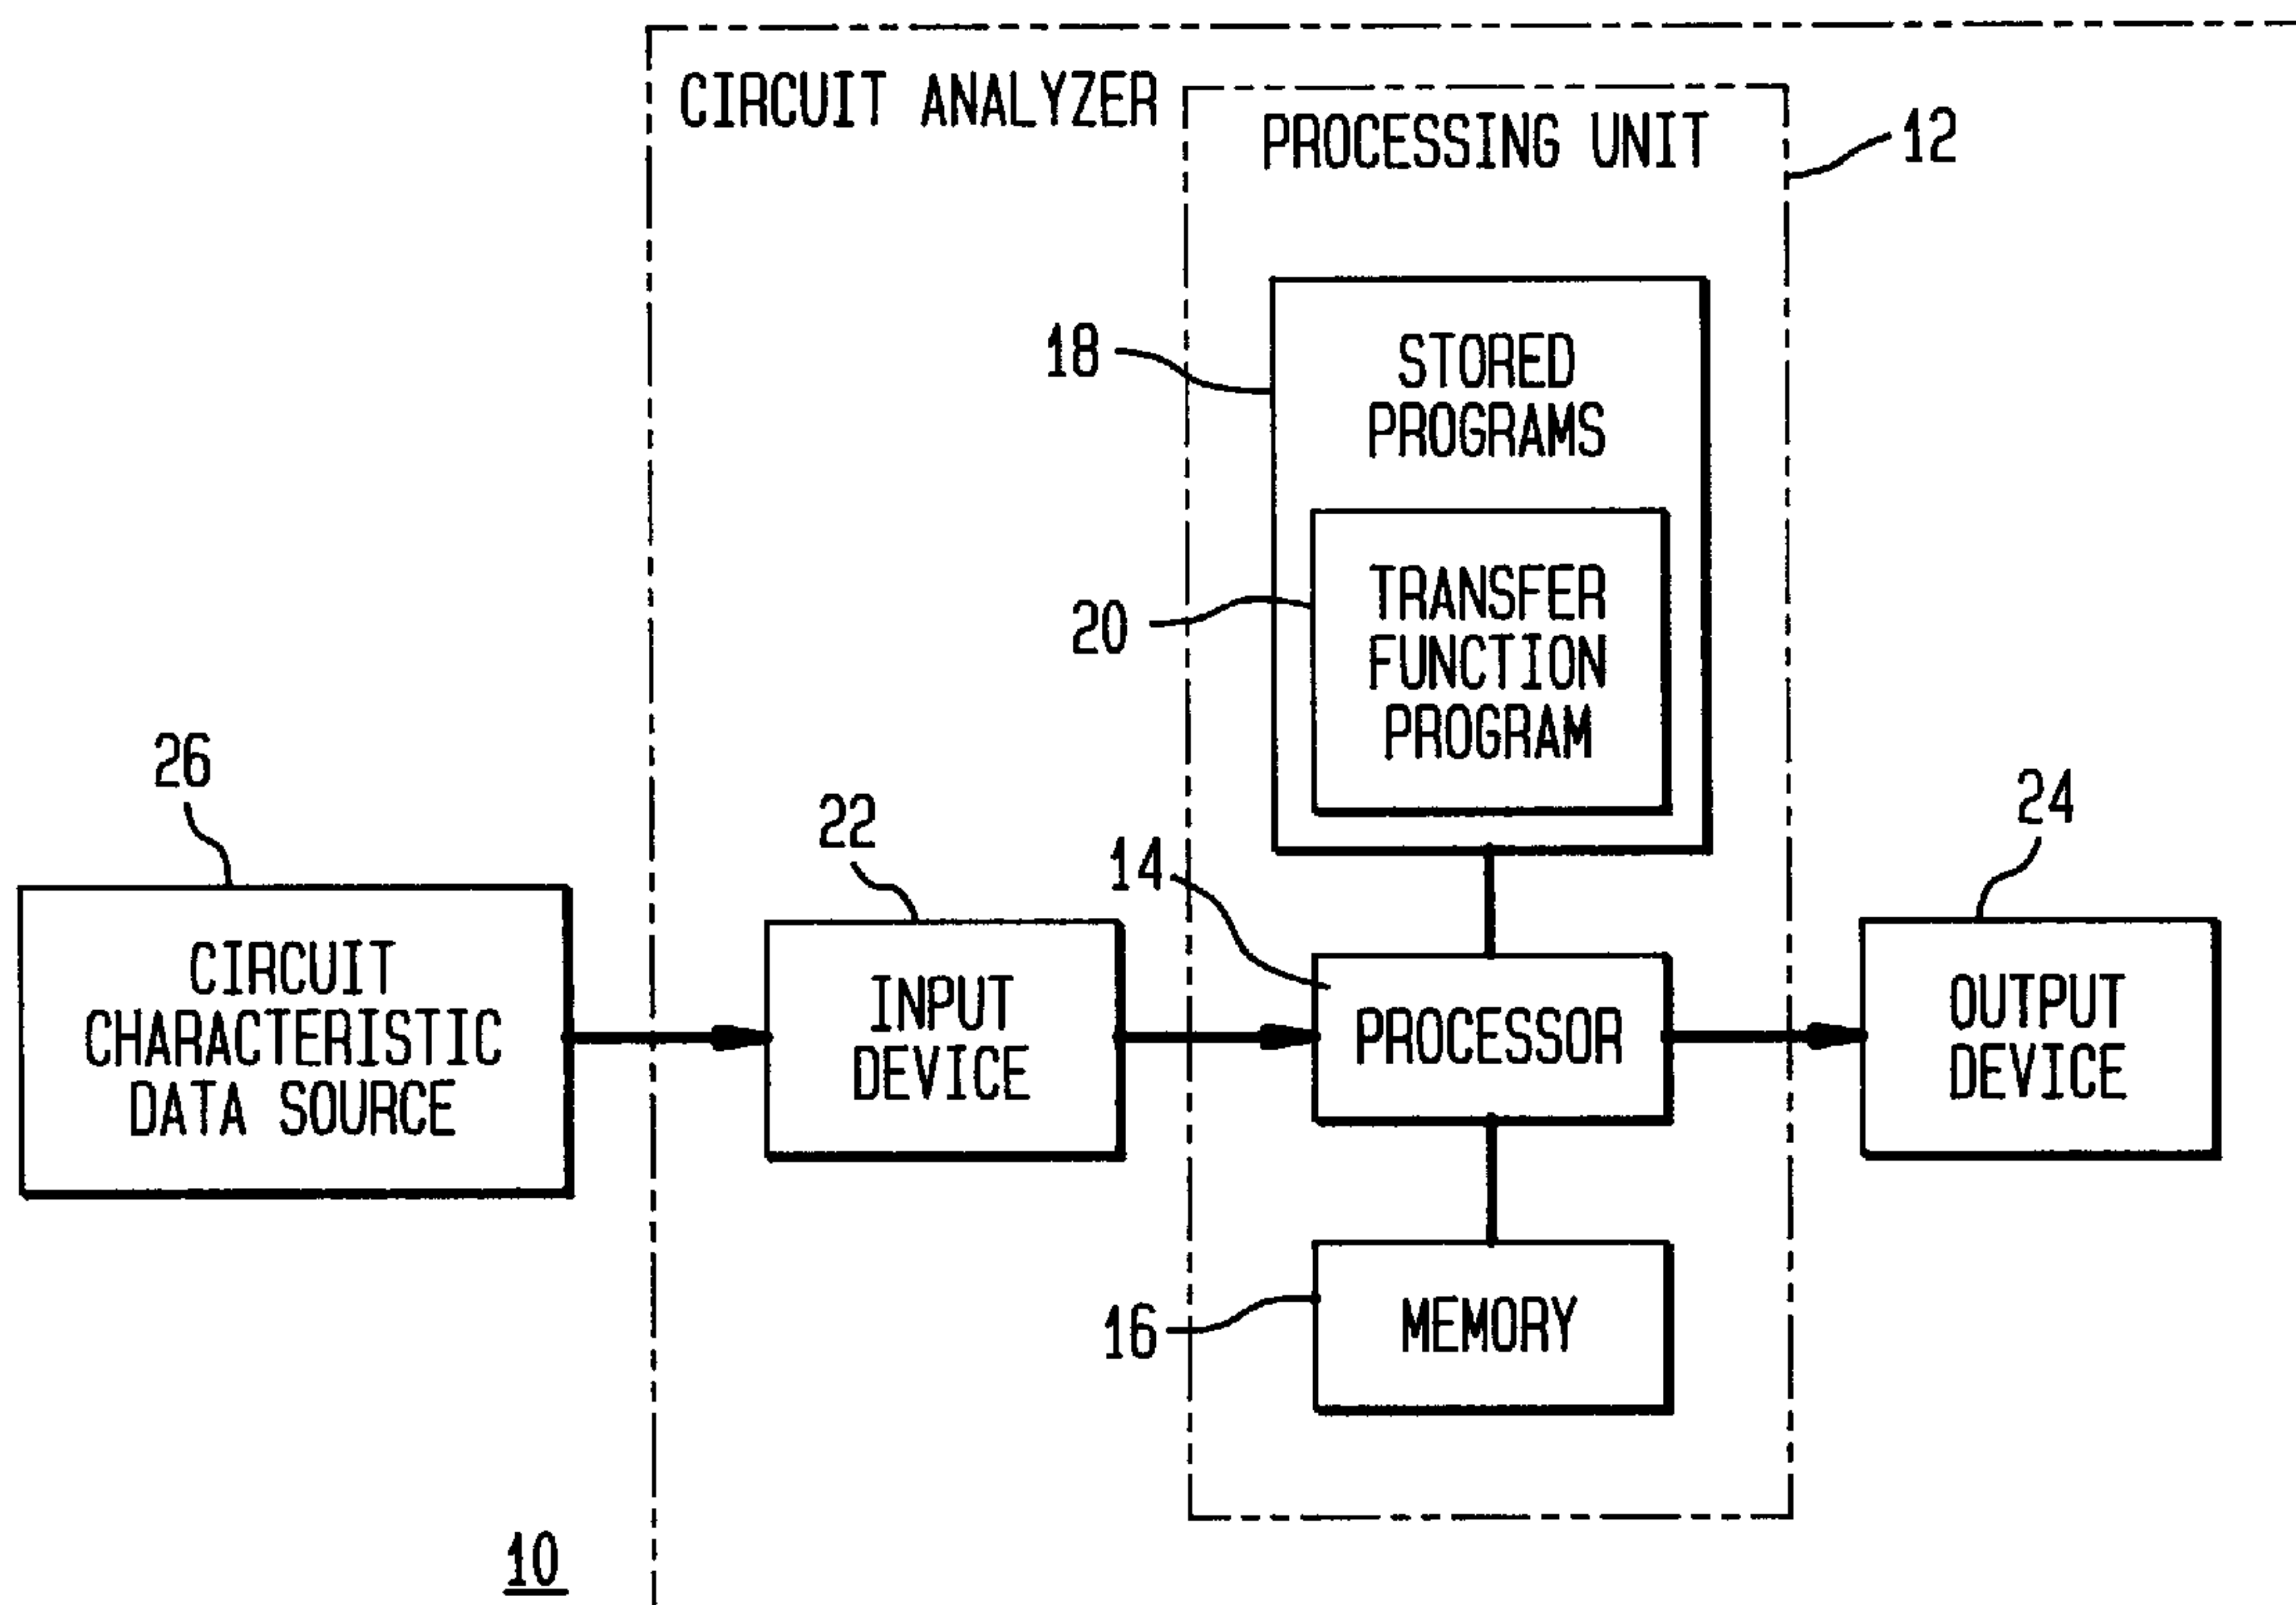 CIRCUIT ANALYZER
PROCESSING UNIT
12
18
STORED
PROGRAMS
20
TRANSFER
FUNCTION
PROGRAM
26
22
14
24
CIRCUIT
CHARACTERISTIC
DATA SOURCE
INPUT
DEVICE
PROCESSOR
OUTPUT
DEVICE
16
MEMORY
10